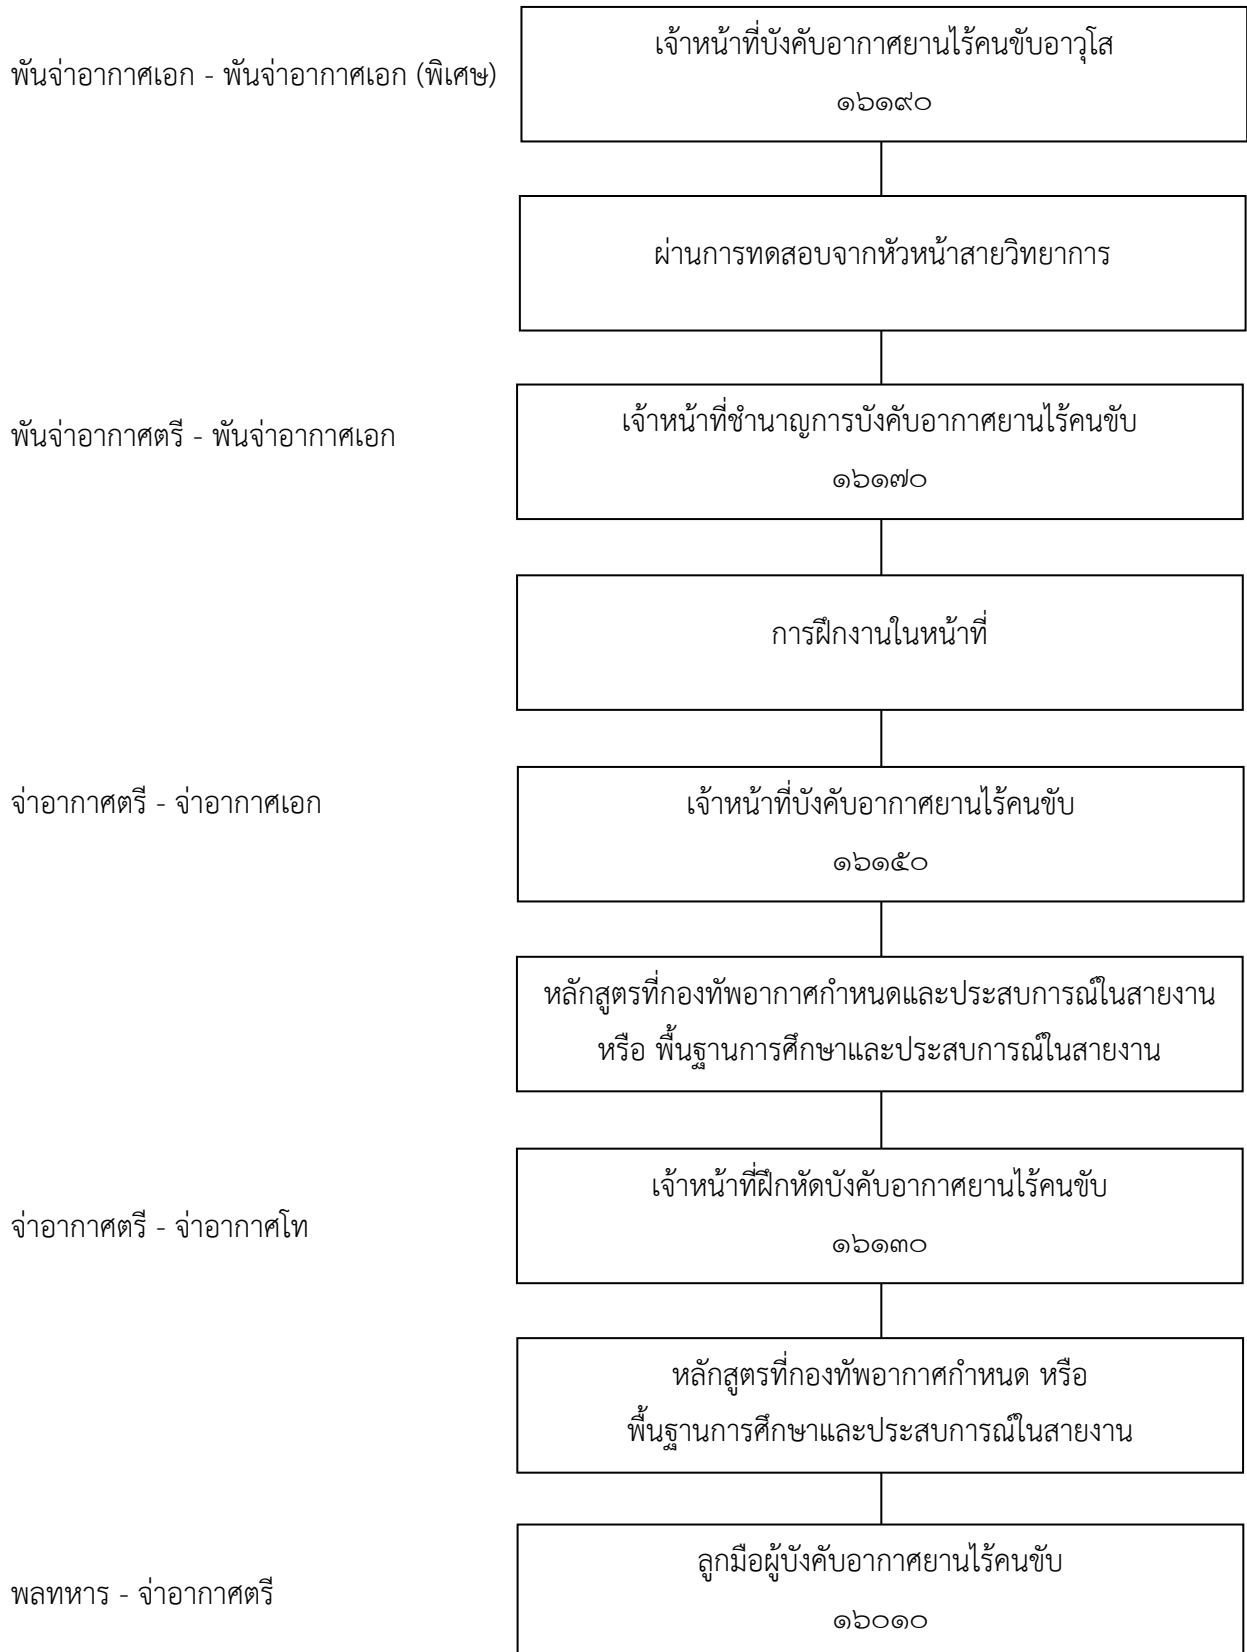 เจ้าหน้าที่บังคับอากาศยานไร้คนขับอาวุโส
พันจ่าอากาศเอก - พันจ่าอากาศเอก (พิเศษ)
๑๖๑๙๐
ผ่านการทดสอบจากหัวหน้าสายวิทยาการ
เจ้าหน้าที่ชำนาญการบังคับอากาศยานไร้คนขับ
พันจ่าอากาศตรี - พันจ่าอากาศเอก
๑๖๑๗๐
การฝึกงานในหน้าที่
จ่าอากาศตรี - จ่าอากาศเอก
เจ้าหน้าที่บังคับอากาศยานไร้คนขับ
๑๖๑๕๐
หลักสูตรที่กองทัพอากาศกำหนดและประสบการณ์ในสายงาน
หรือ พื้นฐานการศึกษาและประสบการณ์ในสายงาน
เจ้าหน้าที่ฝึกหัดบังคับอากาศยานไร้คนขับ
จ่าอากาศตรี - จ่าอากาศโท
๑๖๑๓๐
หลักสูตรที่กองทัพอากาศกำหนด หรือ
พื้นฐานการศึกษาและประสบการณ์ในสายงาน
ลูกมือผู้บังคับอากาศยานไร้คนขับ
พลทหาร - จ่าอากาศตรี
๑๖๐๑๐